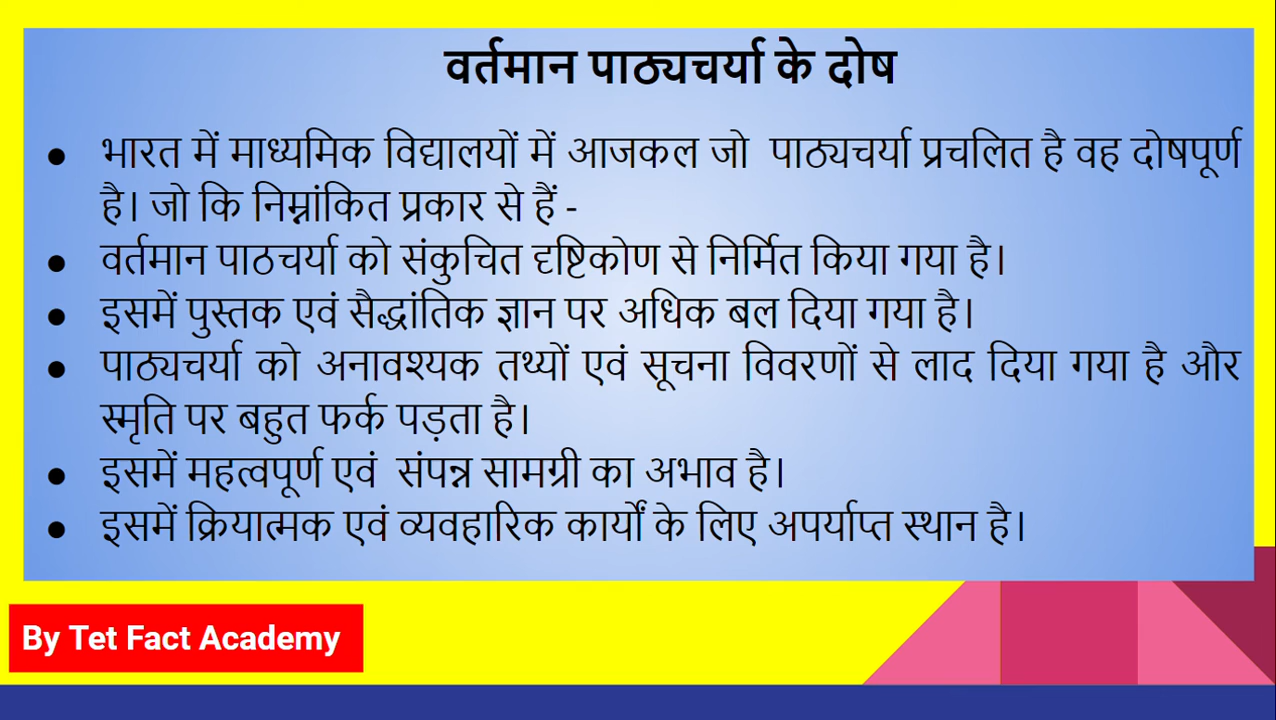 वर्तमान पाठ्यचर्या के दोष
● भारत में माध्यमिक विद्यालयों में आजकल जो पाठ्यचर्या प्रचलित है वह दोषपूर्ण
है। जो कि निम्नांकित प्रकार से हैं -
● वर्तमान पाठचर्या को संकुचित दृष्टिकोण से निर्मित किया गया है।
● इसमें पुस्तक एवं सैद्धांतिक ज्ञान पर अधिक बल दिया गया है।
● पाठ्यचर्या को अनावश्यक तथ्यों एवं सूचना विवरणों से लाद दिया गया है और
स्मृति पर बहुत फर्क पड़ता है।
● इसमें महत्वपूर्ण एवं संपन्न सामग्री का अभाव है।
● इसमें क्रियात्मक एवं व्यवहारिक कार्यों के लिए अपर्याप्त स्थान है।
By Tet Fact Academy